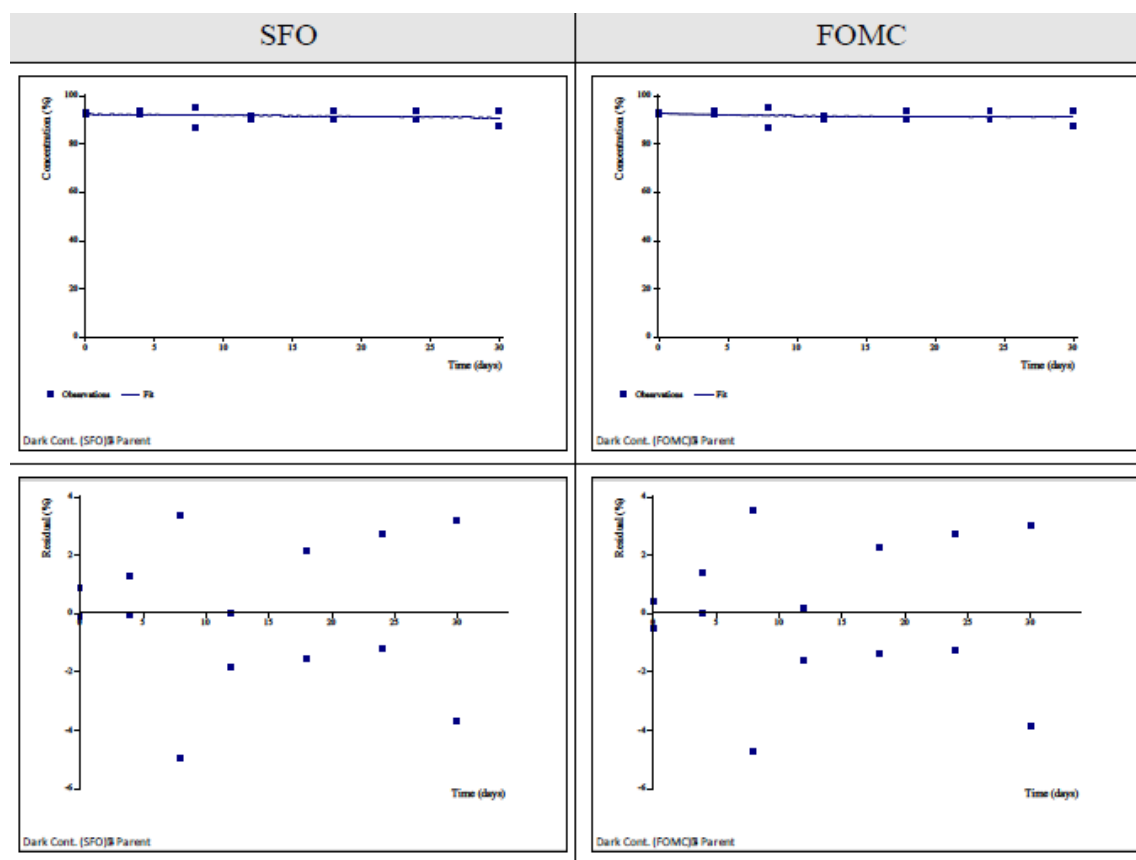 SFO
FOMC
100
80
60
40
20
0
Concentration (%)
0 5 10 15 20 25 30
Time (days)
Observations Fit
Dark Cont. (SFO) Parent
100
80
60
40
20
0
Concentration (%)
0 5 10 15 20 25 30
Time (days)
Observations Fit
Dark Cont. (FOMC) Parent
4
2
0
-2
-4
-6
Residual (%)
0 5 10 15 20 25 30
Time (days)
Dark Cont. (SFO) Parent
4
2
0
-2
-4
-6
Residual (%)
0 5 10 15 20 25 30
Time (days)
Dark Cont. (FOMC) Parent